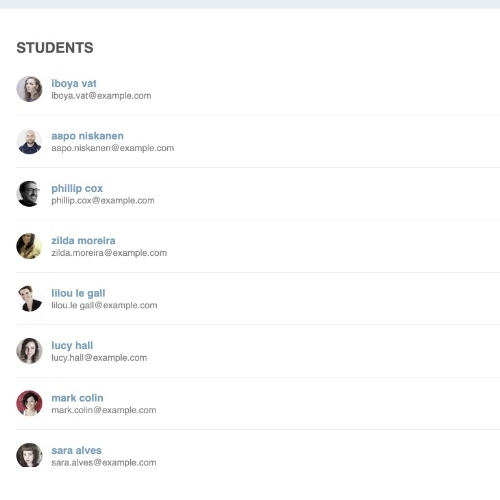 STUDENTS
iboya vat
iboya.vat@example.com
aapo niskanen
aapo.niskanen@example.com
phillip cox
phillip.cox@example.com
zilda moreira
zilda.moreira@example.com
lilou le gall
lilou.le gall@example.com
lucy hall
lucy.hall@example.com
mark colin
mark.colin@example.com
sara alves
sara.alves@example.com